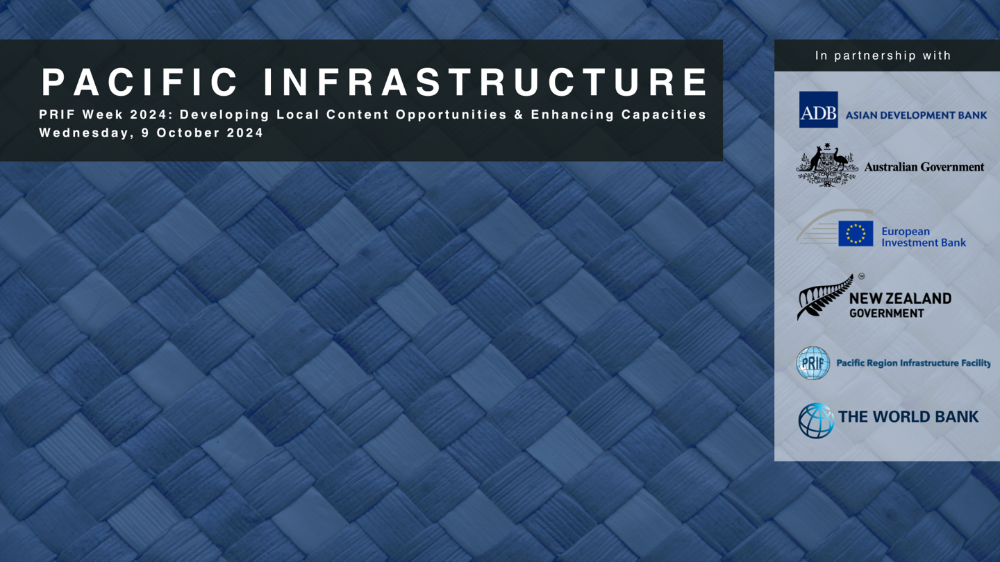 PACIFIC INFRASTRUCTURE
PRIF Week 2024: Developing Local Content Opportunities & Enhancing Capacities
Wednesday, 9 October 2024
In partnership with
ADB ASIAN DEVELOPMENT BANK
AUSTRALIA
Australian Government
European
Investment Bank
TM
NEW ZEALAND
GOVERNMENT
PRIF Pacific Region Infrastructure Facility
THE WORLD BANK